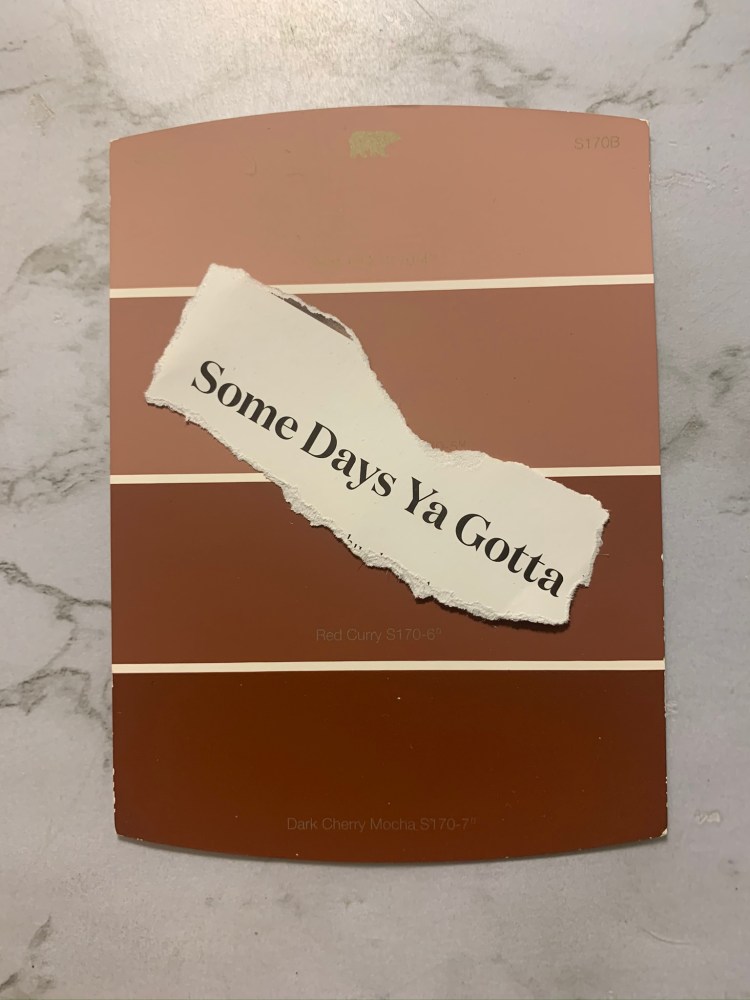 S170B
Some Days Ya Gotta
Red Curry S170-6
Dark Cherry Mocha S170-7